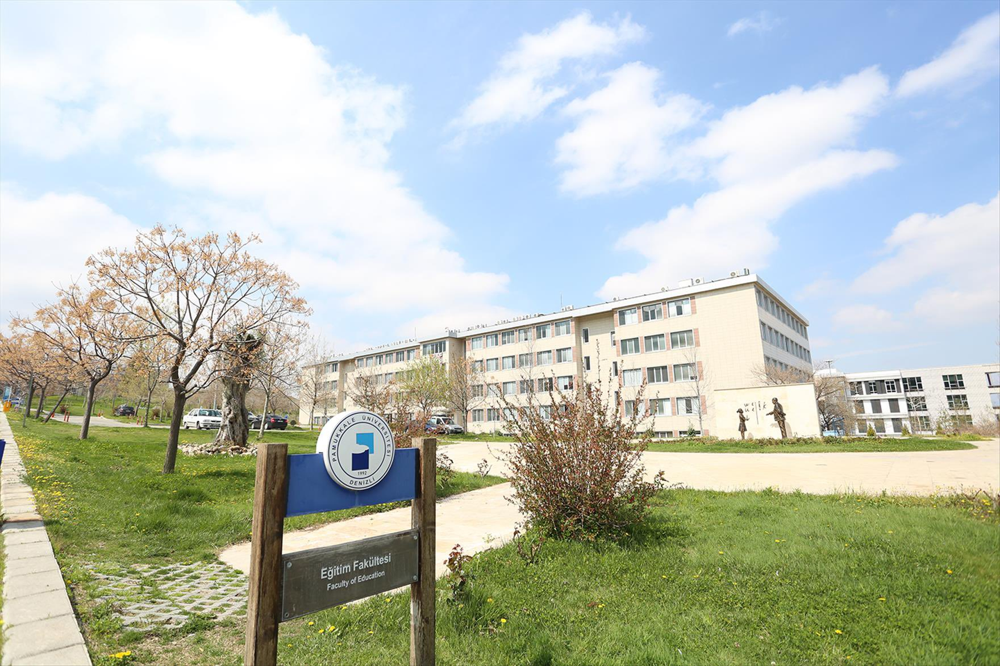 PAMUKKALE ÜNİVERSİTESİ
1992
DENİZLİ
Eğitim Fakültesi
Faculty of Education